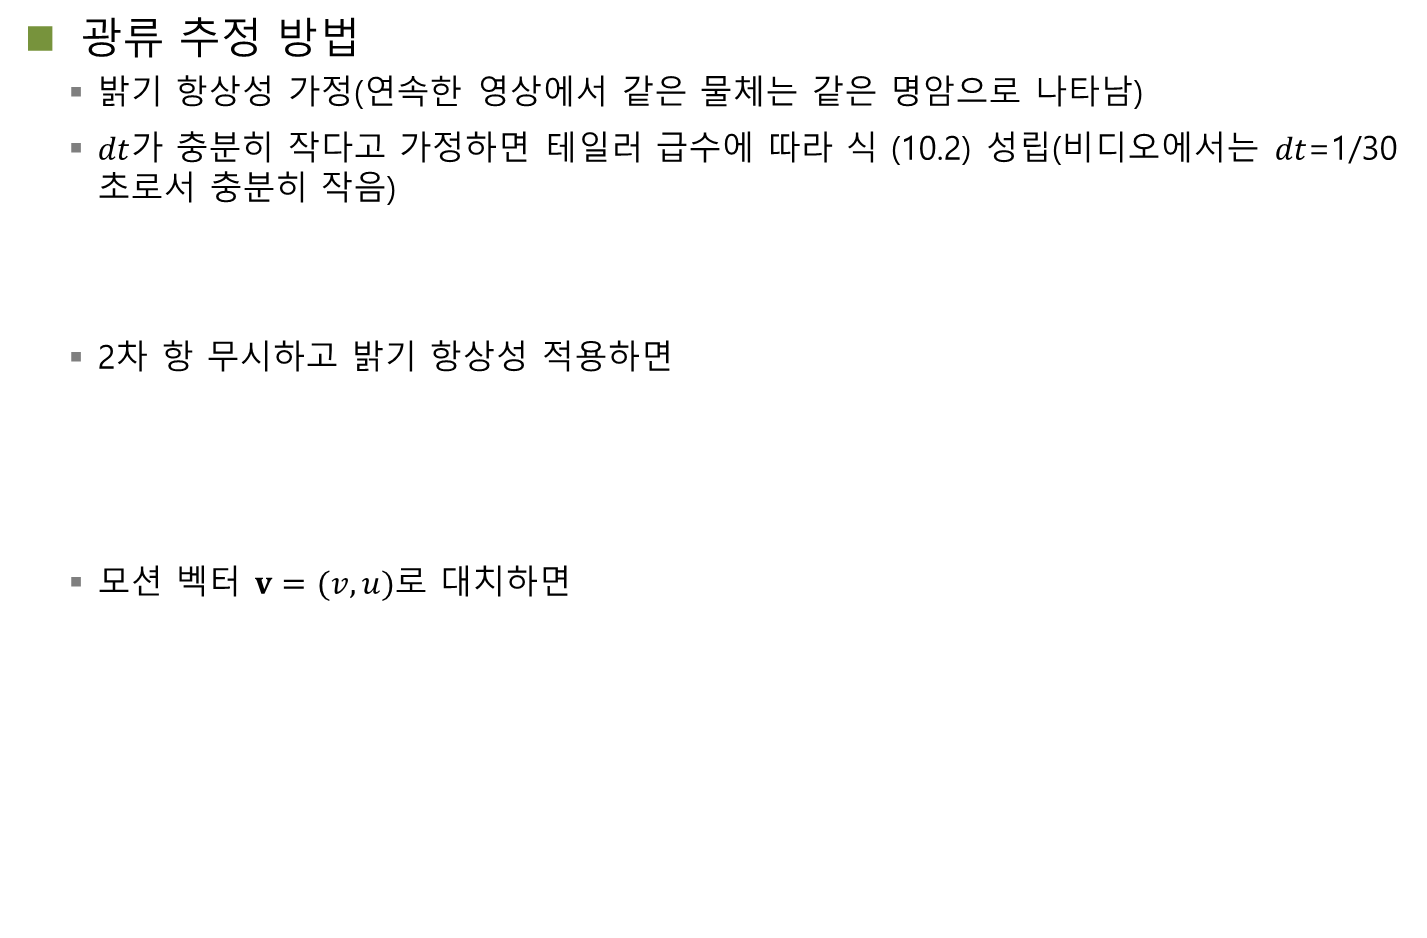 ■ 광류 추정 방법
▪ 밝기 항상성 가정(연속한 영상에서 같은 물체는 같은 명암으로 나타남)
▪ dt가 충분히 작다고 가정하면 테일러 급수에 따라 식 (10.2) 성립(비디오에서는 dt=1/30
초로서 충분히 작음)
▪ 2차 항 무시하고 밝기 항상성 적용하면
▪ 모션 벡터 v = (v, u)로 대치하면